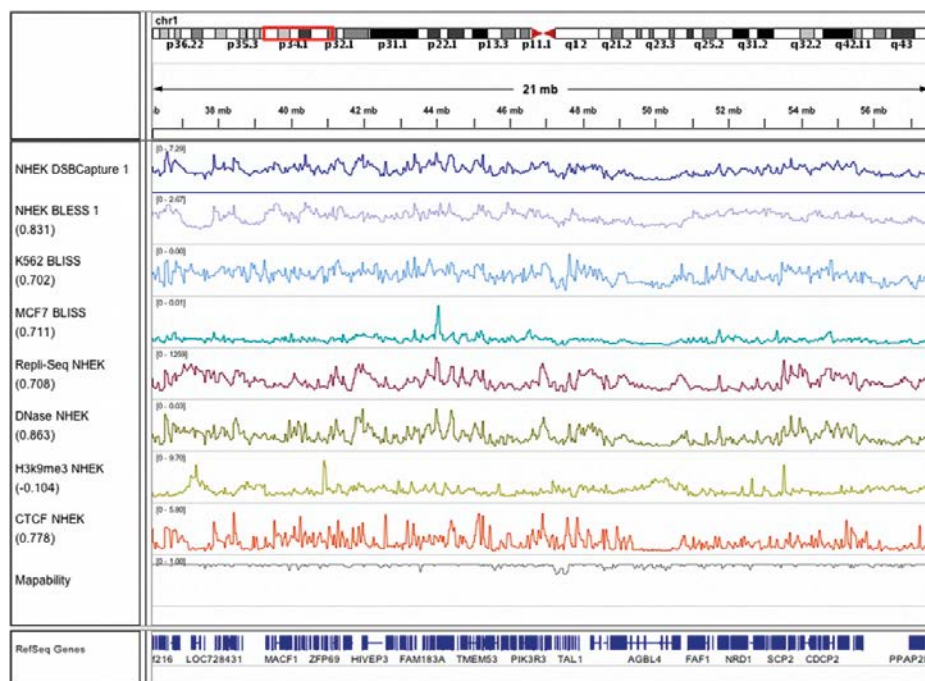 chr1
p36.22 p35.3 p34.1 p32.1 p31.1 p22.1 p13.3 p11.1 q12 q21.2 q23.3 q25.2 q31.2 q32.2 q42.11 q43
21 mb
38 mb 40 mb 42 mb 44 mb 46 mb 48 mb 50 mb 52 mb 54 mb 56 mb
NHEK DSBCapture 1
[0 - 7.29]
NHEK BLESS 1
(0.831)
[0 - 2.67]
K562 BLISS
(0.702)
[0 - 0.00]
MCF7 BLISS
(0.711)
[0 - 0.01]
Repli-Seq NHEK
(0.708)
[0 - 1259]
DNase NHEK
(0.863)
[0 - 0.03]
H3k9me3 NHEK
(-0.104)
[0 - 9.70]
CTCF NHEK
(0.778)
[0 - 5.80]
Mapability
[0 - 1.00]
RefSeq Genes
f216 LOC728431 MACF1 ZFP69 HIVEP3 FAM183A TMEM53 PIK3R3 TAL1 AGBL4 FAF1 NRD1 SCP2 CDCP2 PPAP2